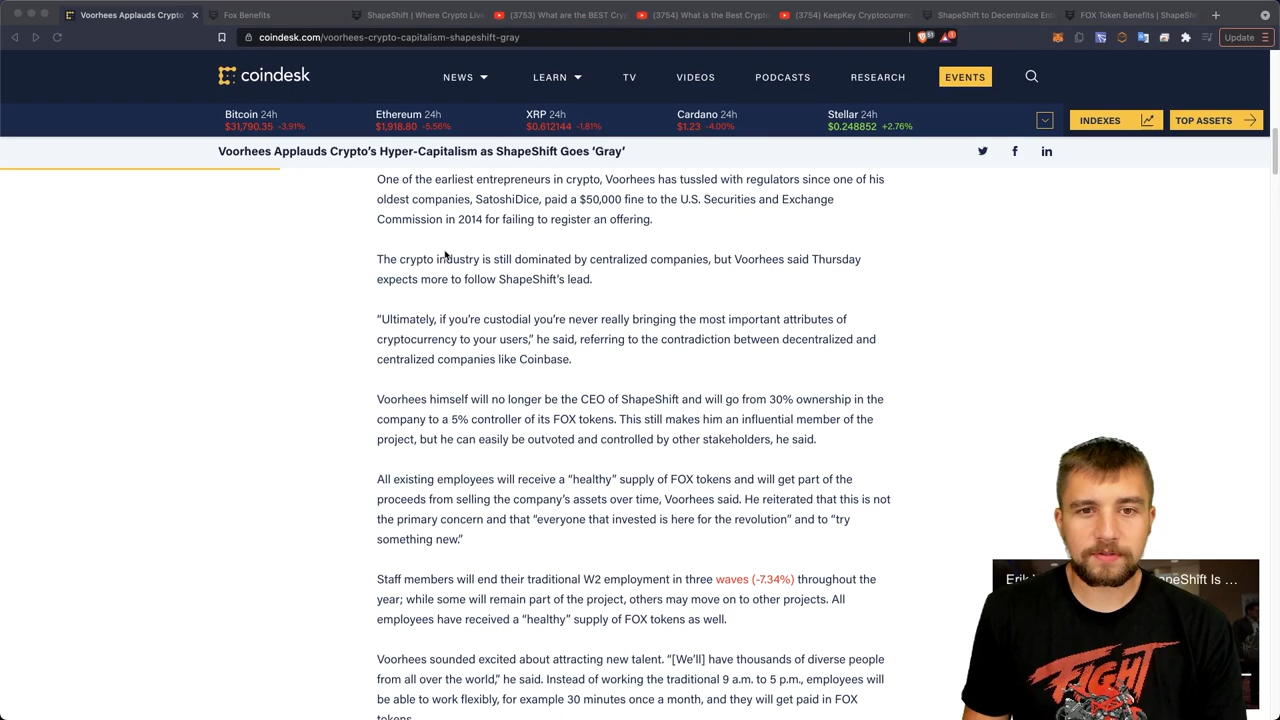 Voorhees Applauds Crypto'
Fox Benefits
ShapeShift | Where Crypto Live
(3753) What are the BEST Cry
(3754) What is the Best Crypto
(3754) KeepKey Cryptocurrenc
ShapeShift to Decentralize Ent
FOX Token Benefits | ShapeShi
coindesk.com/voorhees-crypto-capitalism-shapeshift-gray
Update
coindesk
NEWS
LEARN
TV
VIDEOS
PODCASTS
RESEARCH
EVENTS
Bitcoin 24h
$31,790.35 -3.91%
Ethereum 24h
$1,918.80 -5.56%
XRP 24h
$0.612144 -1.81%
Cardano 24h
$1.23 -4.00%
Stellar 24h
$0.248852 +2.76%
INDEXES
TOP ASSETS
Voorhees Applauds Crypto's Hyper-Capitalism as ShapeShift Goes 'Gray'
One of the earliest entrepreneurs in crypto, Voorhees has tussled with regulators since one of his
oldest companies, SatoshiDice, paid a $50,000 fine to the U.S. Securities and Exchange
Commission in 2014 for failing to register an offering.
The crypto industry is still dominated by centralized companies, but Voorhees said Thursday
expects more to follow ShapeShift's lead.
"Ultimately, if you're custodial you're never really bringing the most important attributes of
cryptocurrency to your users," he said, referring to the contradiction between decentralized and
centralized companies like Coinbase.
Voorhees himself will no longer be the CEO of ShapeShift and will go from 30% ownership in the
company to a 5% controller of its FOX tokens. This still makes him an influential member of the
project, but he can easily be outvoted and controlled by other stakeholders, he said.
All existing employees will receive a "healthy" supply of FOX tokens and will get part of the
proceeds from selling the company's assets over time, Voorhees said. He reiterated that this is not
the primary concern and that "everyone that invested is here for the revolution" and to "try
something new."
Staff members will end their traditional W2 employment in three waves (-7.34%) throughout the
year; while some will remain part of the project, others may move on to other projects. All
employees have received a "healthy" supply of FOX tokens as well.
Voorhees sounded excited about attracting new talent. "[We'll] have thousands of diverse people
from all over the world," he said. Instead of working the traditional 9 a.m. to 5 p.m., employees will
be able to work flexibly, for example 30 minutes once a month, and they will get paid in FOX
tokens.
Erik
apeShift Is ...
FIGHT